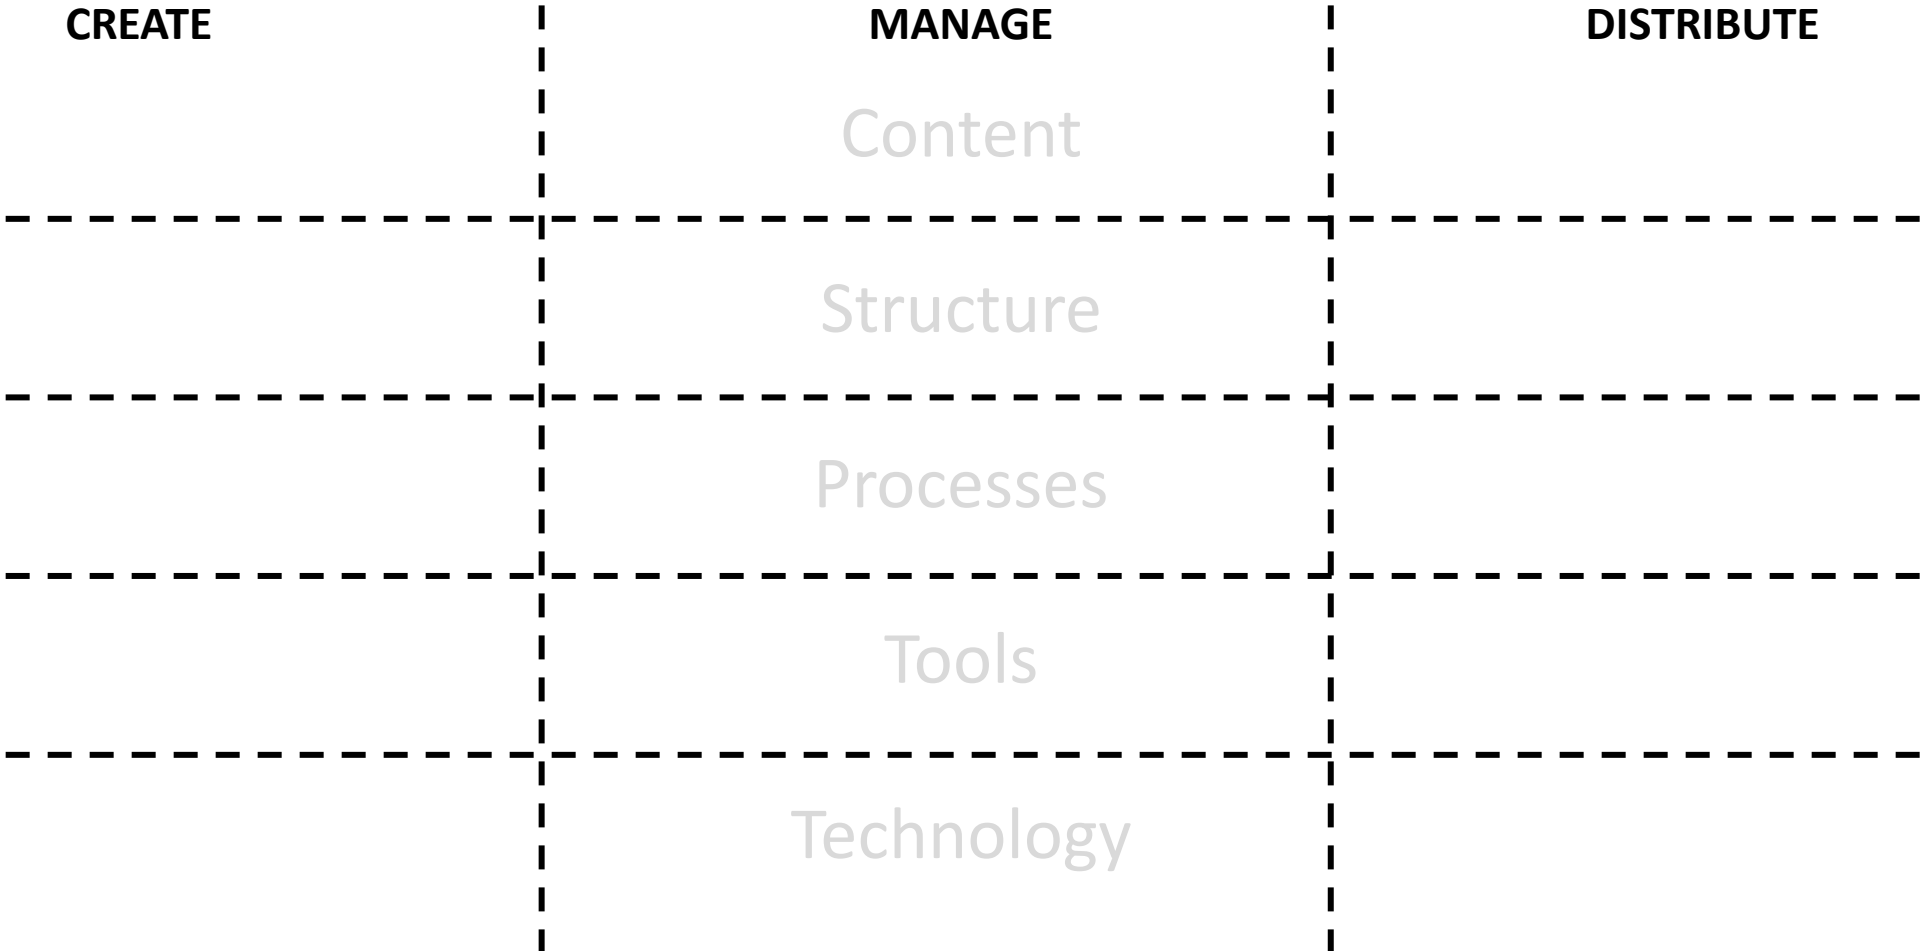 CREATE MANAGE DISTRIBUTE
Content
Structure
Processes
Tools
Technology